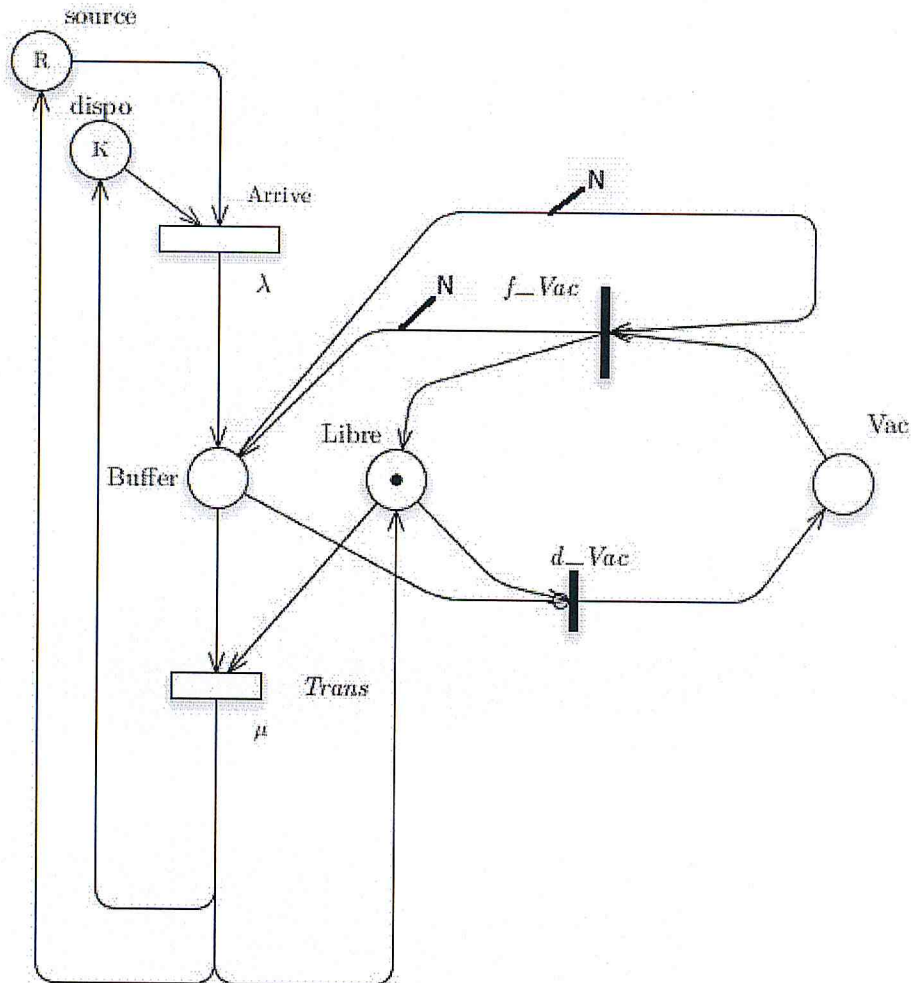 source
R
dispo
K
Arrive
λ
N
N
f_Vac
Libre
Vac
Buffer
d_Vac
Trans
μ